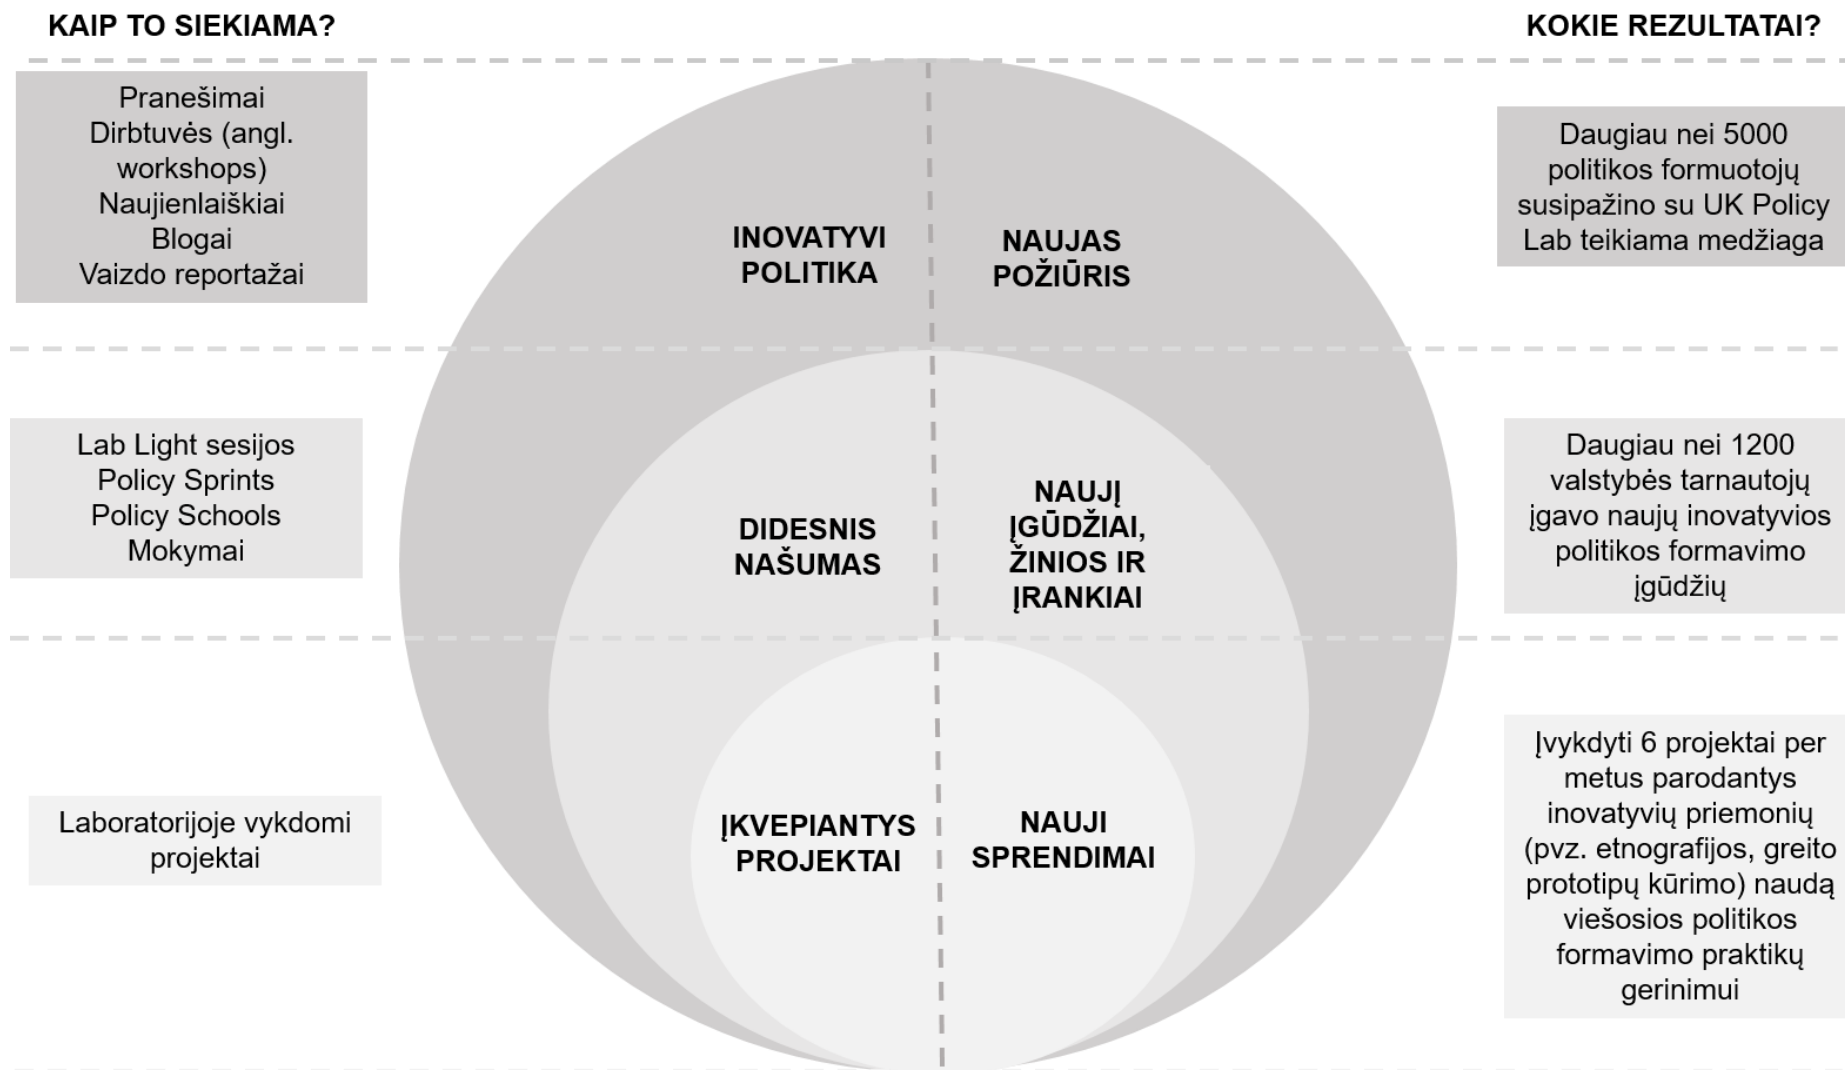 KAIP TO SIEKIAMA?
KOKIE REZULTATAI?
Pranešimai
Dirbtuvės (angl.
workshops)
Naujienlaiškiai
Blogai
Vaizdo reportažai
INOVATYVI
POLITIKA
NAUJAS
POŽIŪRIS
Daugiau nei 5000
politikos formuotojų
susipažino su UK Policy
Lab teikiama medžiaga
Lab Light sesijos
Policy Sprints
Policy Schools
Mokymai
DIDESNIS
NAŠUMAS
NAUJĮ
ĮGŪDŽIAI,
ŽINIOS IR
ĮRANKIAI
Daugiau nei 1200
valstybės tarnautojų
įgavo naujų inovatyvios
politikos formavimo
įgūdžių
Laboratorijoje vykdomi
projektai
ĮKVEPIANTYS
PROJEKTAI
NAUJI
SPRENDIMAI
Įvykdyti 6 projektai per
metus parodantys
inovatyvių priemonių
(pvz. etnografijos, greito
prototipų kūrimo) naudą
viešosios politikos
formavimo praktikų
gerinimui